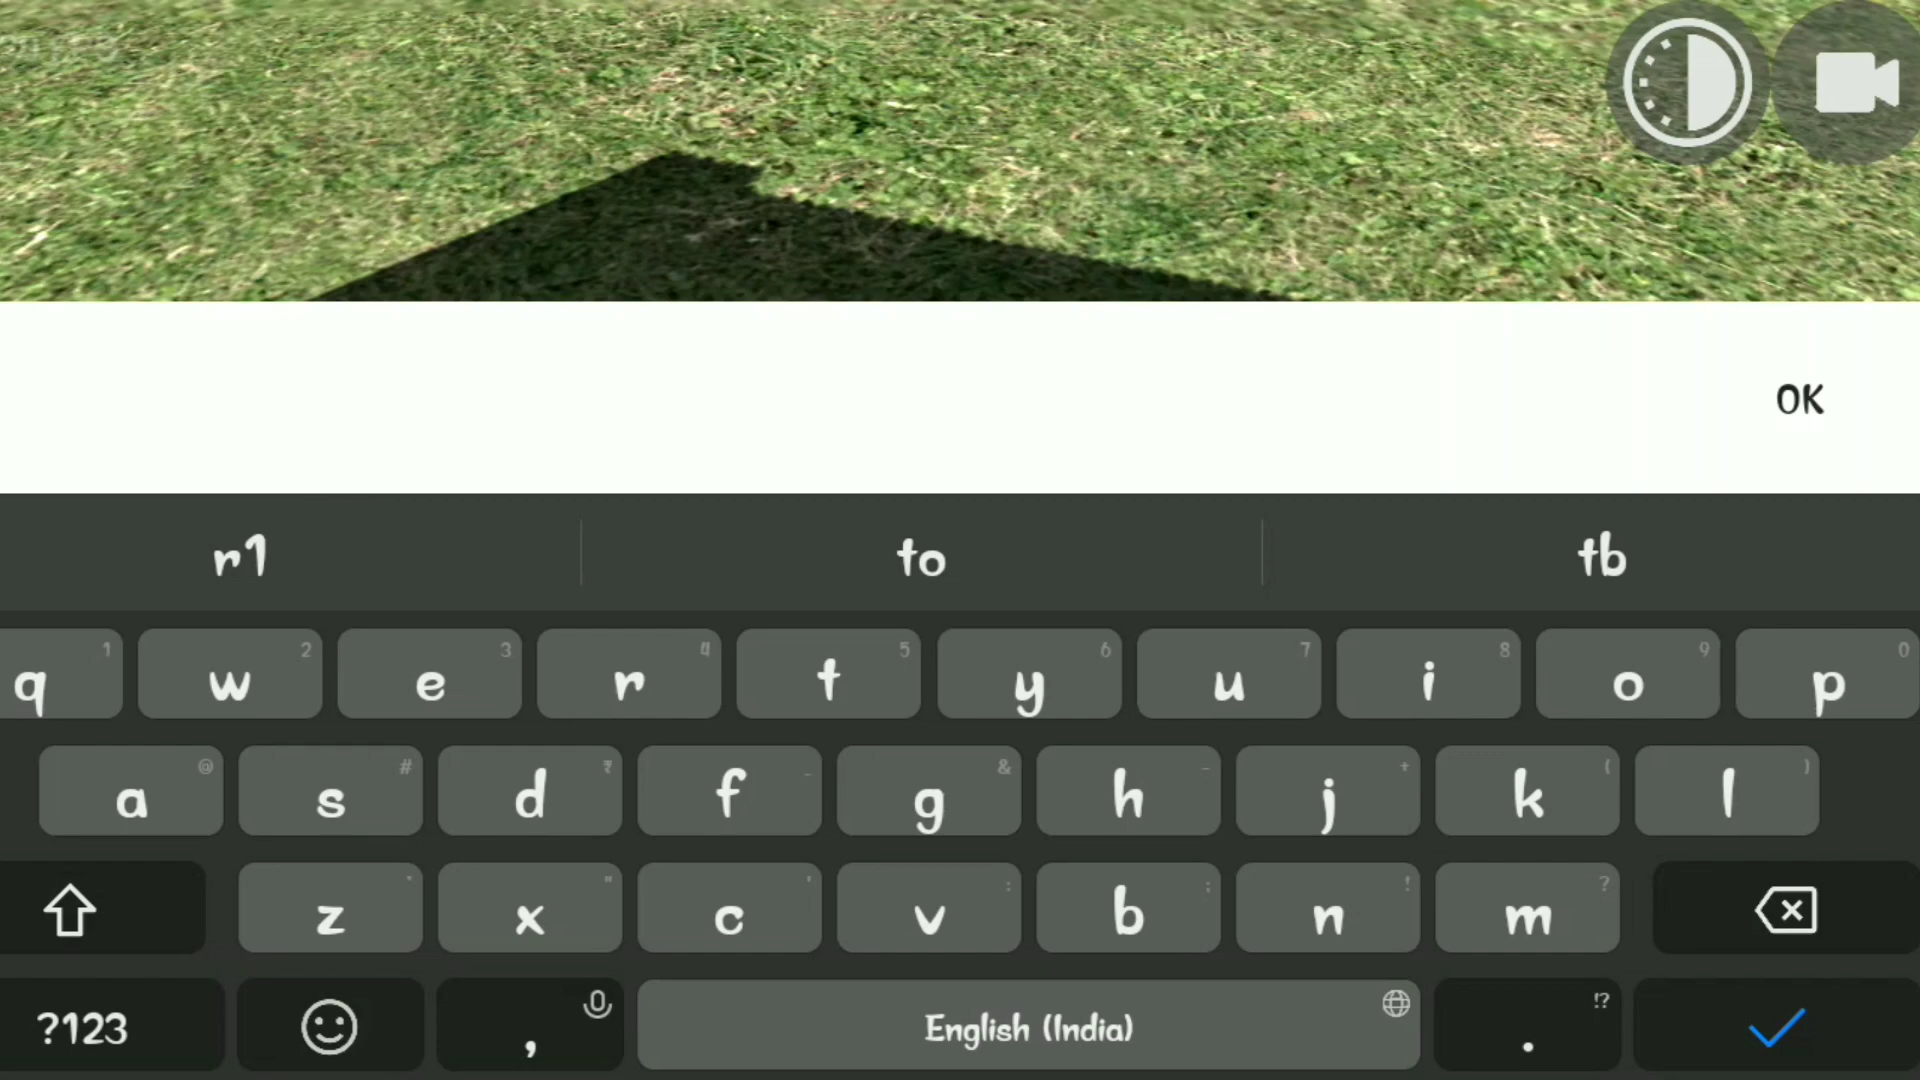 OK
r1 to tb
q 1 w 2 e 3 r 4 t 5 y 6 u 7 i 8 o 9 p 0
a @ s # d ₹ f _ g & h - j + k ( l )
z x " c ' v : b ; n ! m ?
?123 , English (India) . !?